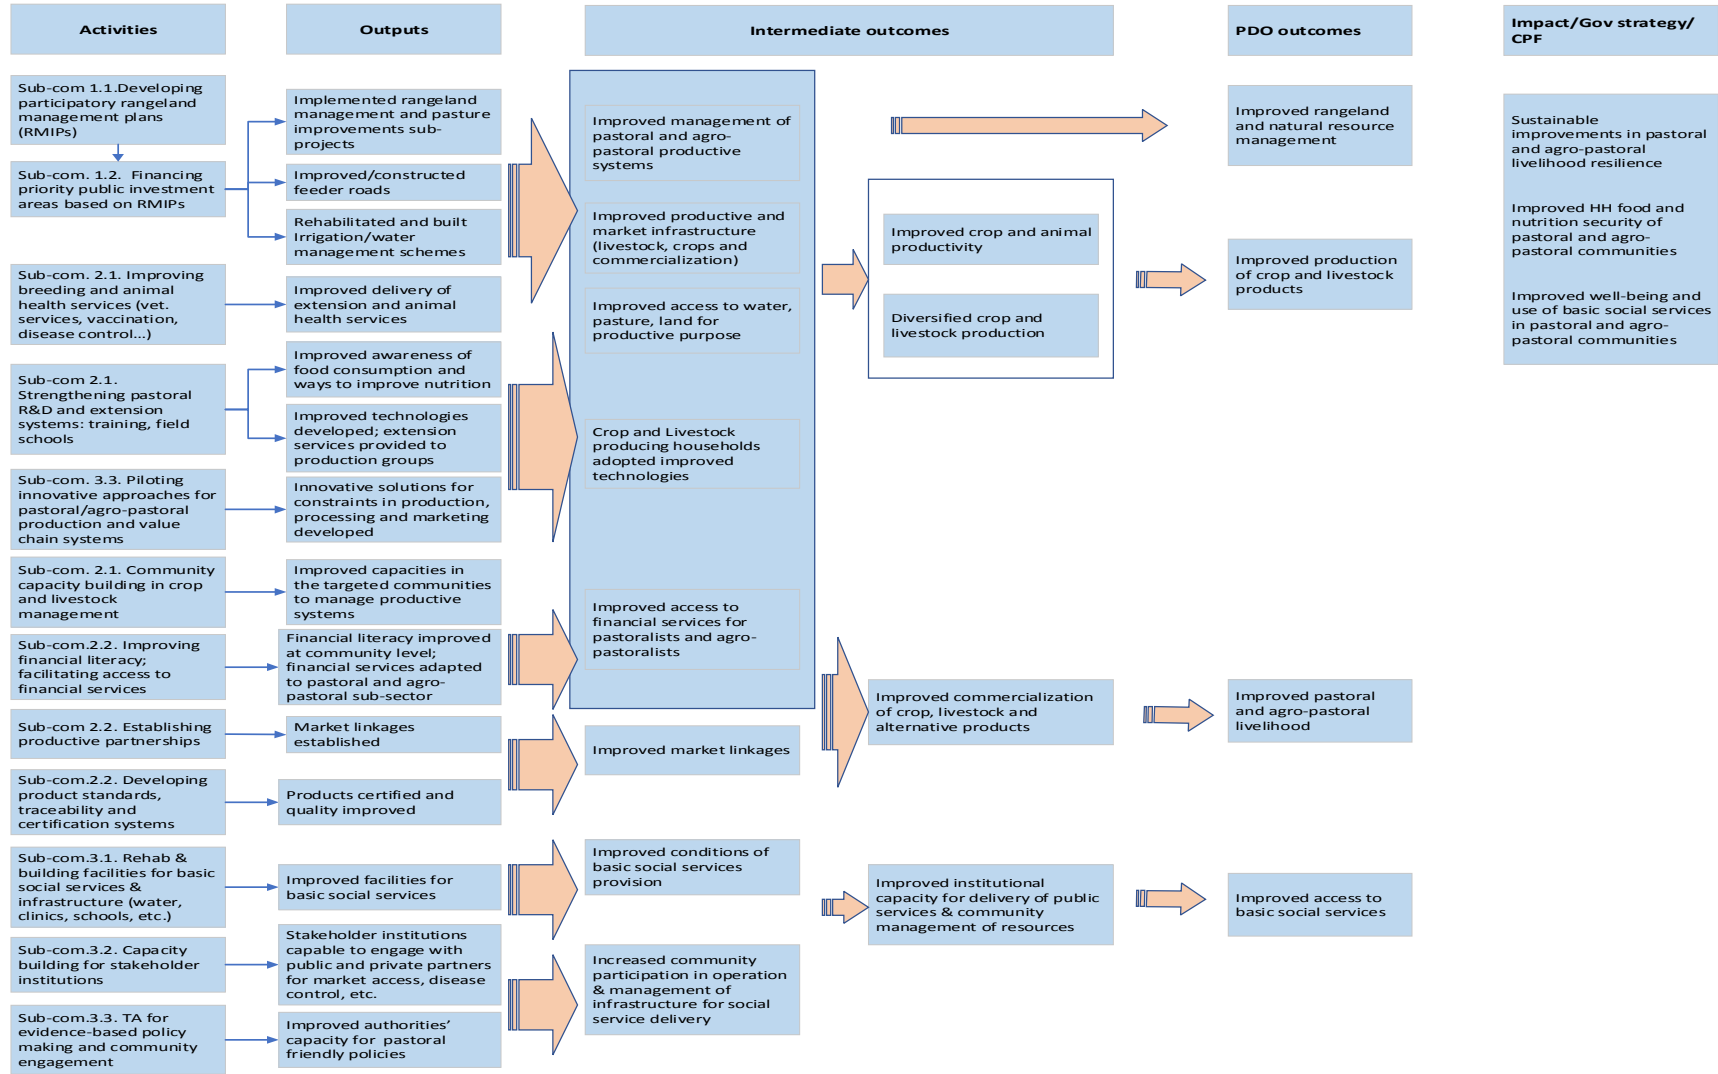 Activities
Outputs
Intermediate outcomes
PDO outcomes
Impact/Gov strategy/
CPF
Sub-com 1.1.Developing
participatory rangeland
management plans
(RMIPs)
Sub-com. 1.2.  Financing
priority public investment
areas based on RMIPs
Sub-com. 2.1. Improving
breeding and animal
health services (vet.
services, vaccination,
disease control...)
Sub-com 2.1.
Strengthening pastoral
R&D and extension
systems: training, field
schools
Sub-com. 3.3. Piloting
innovative approaches for
pastoral/agro-pastoral
production and value
chain systems
Sub-com. 2.1. Community
capacity building in crop
and livestock
management
Sub-com.2.2. Improving
financial literacy;
facilitating access to
financial services
Sub-com 2.2. Establishing
productive partnerships
Sub-com.2.2. Developing
product standards,
traceability and
certification systems
Sub-com.3.1. Rehab &
building facilities for basic
social services &
infrastructure (water,
clinics, schools, etc.)
Sub-com.3.2. Capacity
building for stakeholder
institutions
Sub-com.3.3. TA for
evidence-based policy
making and community
engagement
Implemented rangeland
management and pasture
improvements sub-
projects
Improved/constructed
feeder roads
Rehabilitated and built
Irrigation/water
management schemes
Improved delivery of
extension and animal
health services
Improved awareness of
food consumption and
ways to improve nutrition
Improved technologies
developed; extension
services provided to
production groups
Innovative solutions for
constraints in production,
processing and marketing
developed
Improved capacities in
the targeted communities
to manage productive
systems
Financial literacy improved
at community level;
financial services adapted
to pastoral and agro-
pastoral sub-sector
Market linkages
established
Products certified and
quality improved
Improved facilities for
basic social services
Stakeholder institutions
capable to engage with
public and private partners
for market access, disease
control, etc.
Improved authorities’
capacity for  pastoral
friendly policies
Improved management of
pastoral and agro-
pastoral productive
systems
Improved productive and
market infrastructure
(livestock, crops and
commercialization)
Improved access to water,
pasture, land for
productive purpose
Crop and Livestock
producing households
adopted improved
technologies
Improved access to
financial services for
pastoralists and agro-
pastoralists
Improved market linkages
Improved conditions of
basic social services
provision
Increased community
participation in operation
& management of
infrastructure for social
service delivery
Improved crop and animal
productivity
Diversified crop and
livestock production
Improved commercialization
of crop, livestock and
alternative products
Improved institutional
capacity for delivery of public
services & community
management of resources
Improved rangeland
and natural resource
management
Improved production
of crop and livestock
products
Improved pastoral
and agro-pastoral
livelihood
Improved access to
basic social services
Sustainable
improvements in pastoral
and agro-pastoral
livelihood resilience
Improved HH food and
nutrition security of
pastoral and agro-
pastoral communities
Improved well-being and
use of basic social services
in pastoral and agro-
pastoral communities